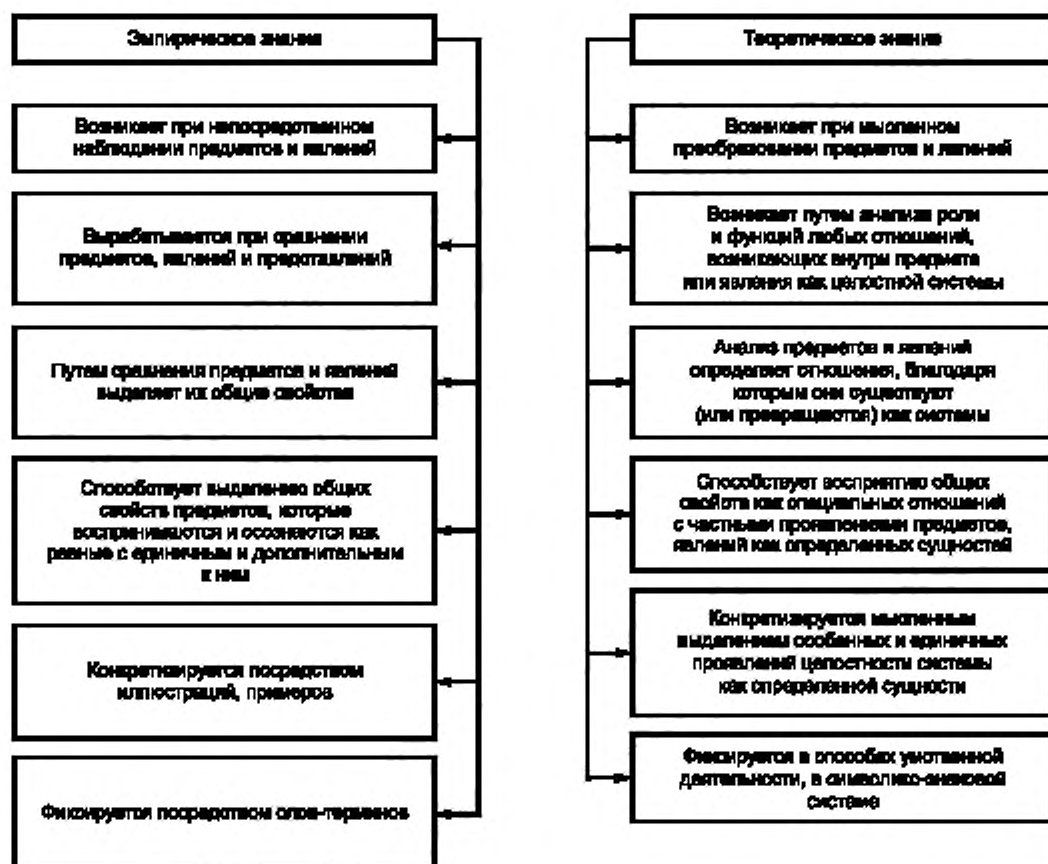 Эмпирическое знание
Возникает при непосредственном
наблюдении предметов и явлений
Вырабатывается при сравнении
предметов, явлений и представлений
Путем сравнения предметов и явлений
выделяет их общие свойства
Способствует выделению общих
свойств предметов, которые
воспринимаются и осознаются как
равные с единичным и дополнительным
к ним
Конкретизируется посредством
иллюстраций, примеров
Фиксируется посредством слов-терминов
Теоретическое знание
Возникает при мысленном
преобразовании предметов и явлений
Возникает путем анализа роли
и функций любых отношений,
возникающих внутри предмета
или явления как целостной системы
Анализ предметов и явлений
определяет отношения, благодаря
которым они существуют
(или превращаются) как системы
Способствует восприятию общих
свойств как специальных отношений
с частными проявлениями предметов,
явлений как определенных сущностей
Конкретизируется мысленным
выделением особенных и единичных
проявлений целостности системы
как определенной сущности
Фиксируется в способах умственной
деятельности, в символико-знаковой
системе